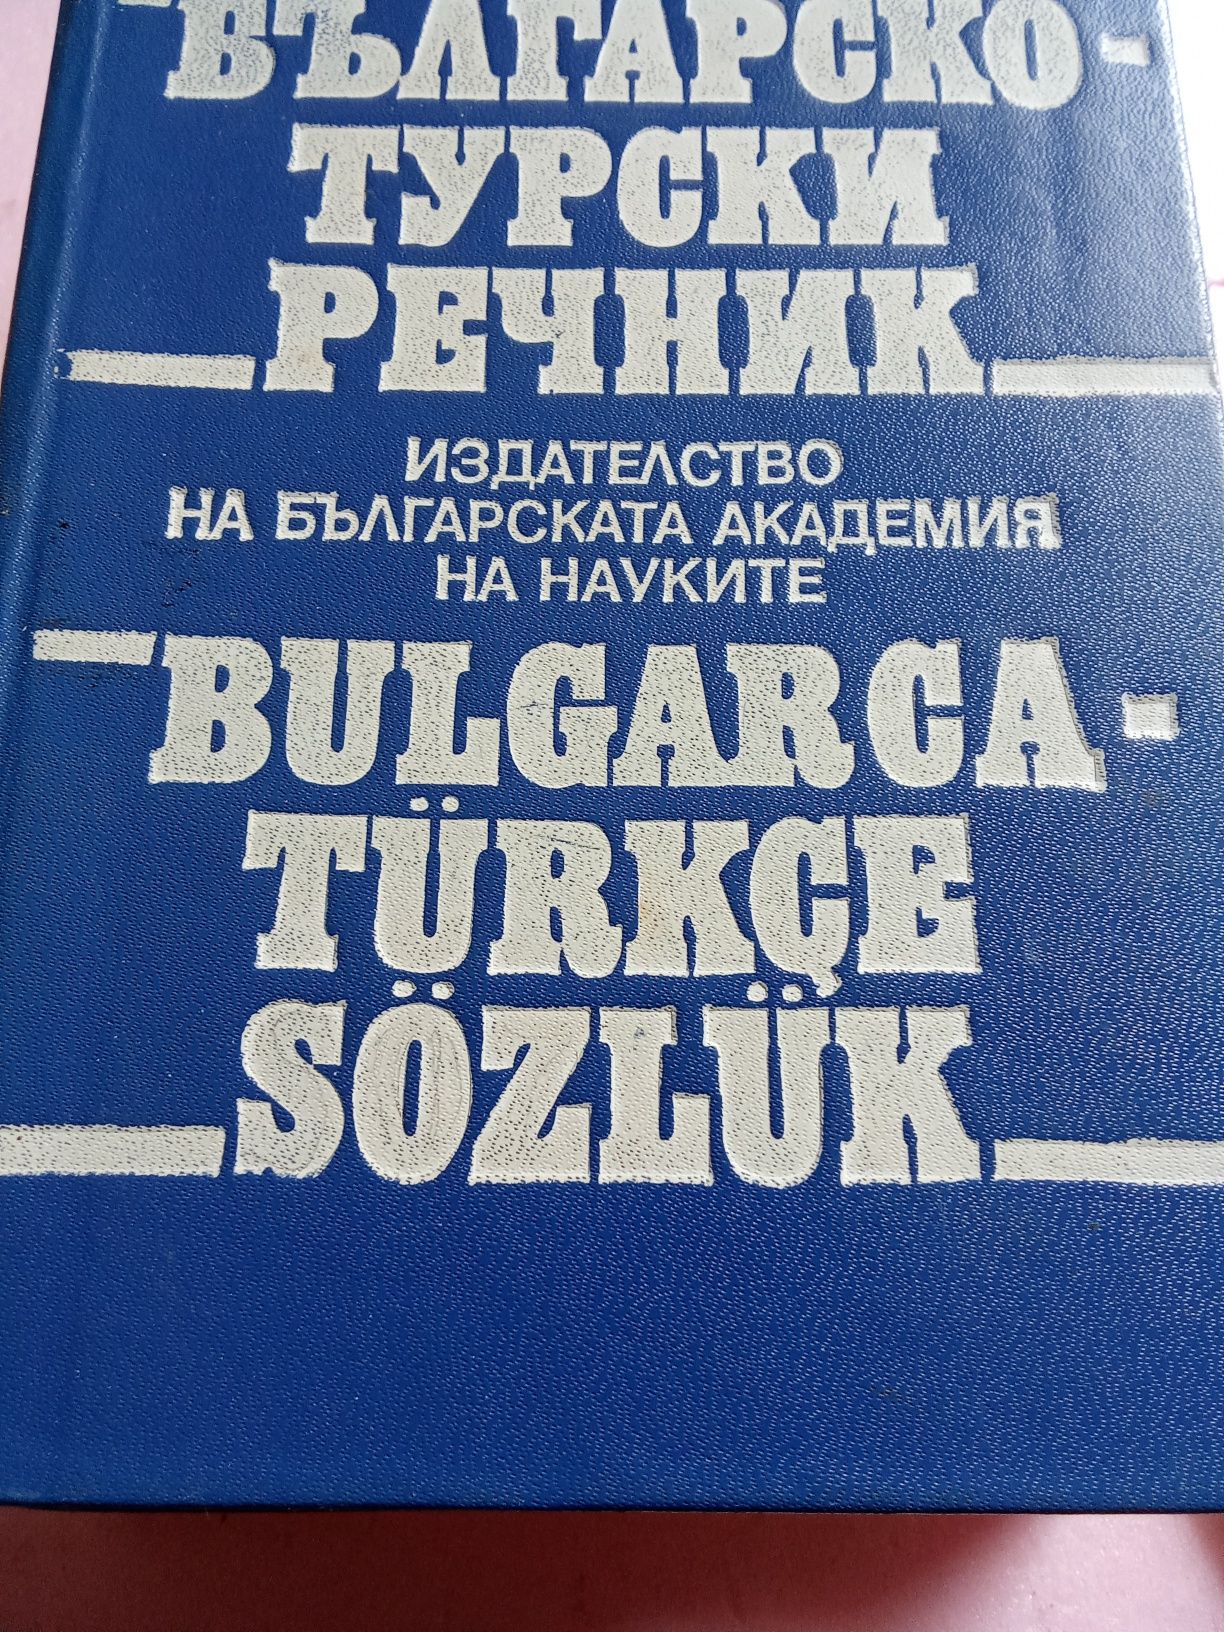 БЪЛГАРСКО-
ТУРСКИ
РЕЧНИК
ИЗДАТЕЛСТВО
НА БЪЛГАРСКАТА АКАДЕМИЯ
НА НАУКИТЕ
BULGARCA-
TÜRKÇE
SÖZLÜK